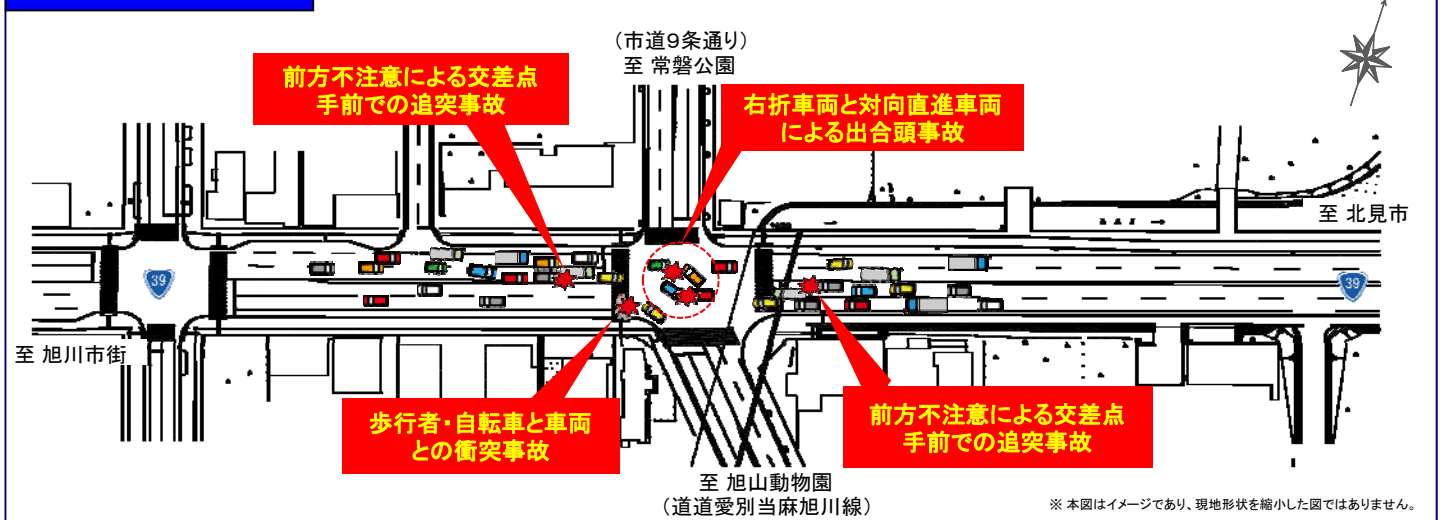 (市道9条通り)
至 常磐公園
前方不注意による交差点
手前での追突事故
右折車両と対向直進車両
による出合頭事故
至 北見市
39
39
至 旭川市街
歩行者・自転車と車両
との衝突事故
前方不注意による交差点
手前での追突事故
至 旭山動物園
(道道愛別当麻旭川線)
※ 本図はイメージであり、現地形状を縮小した図ではありません。